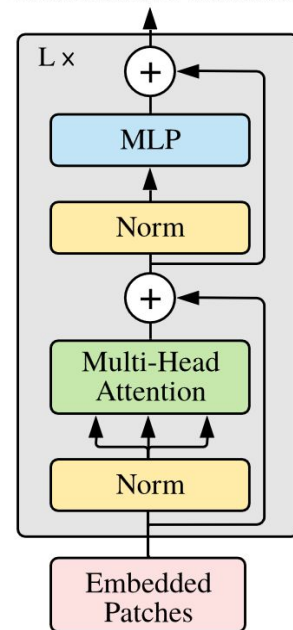 L ×
+
MLP
Norm
+
Multi-Head
Attention
Norm
Embedded
Patches